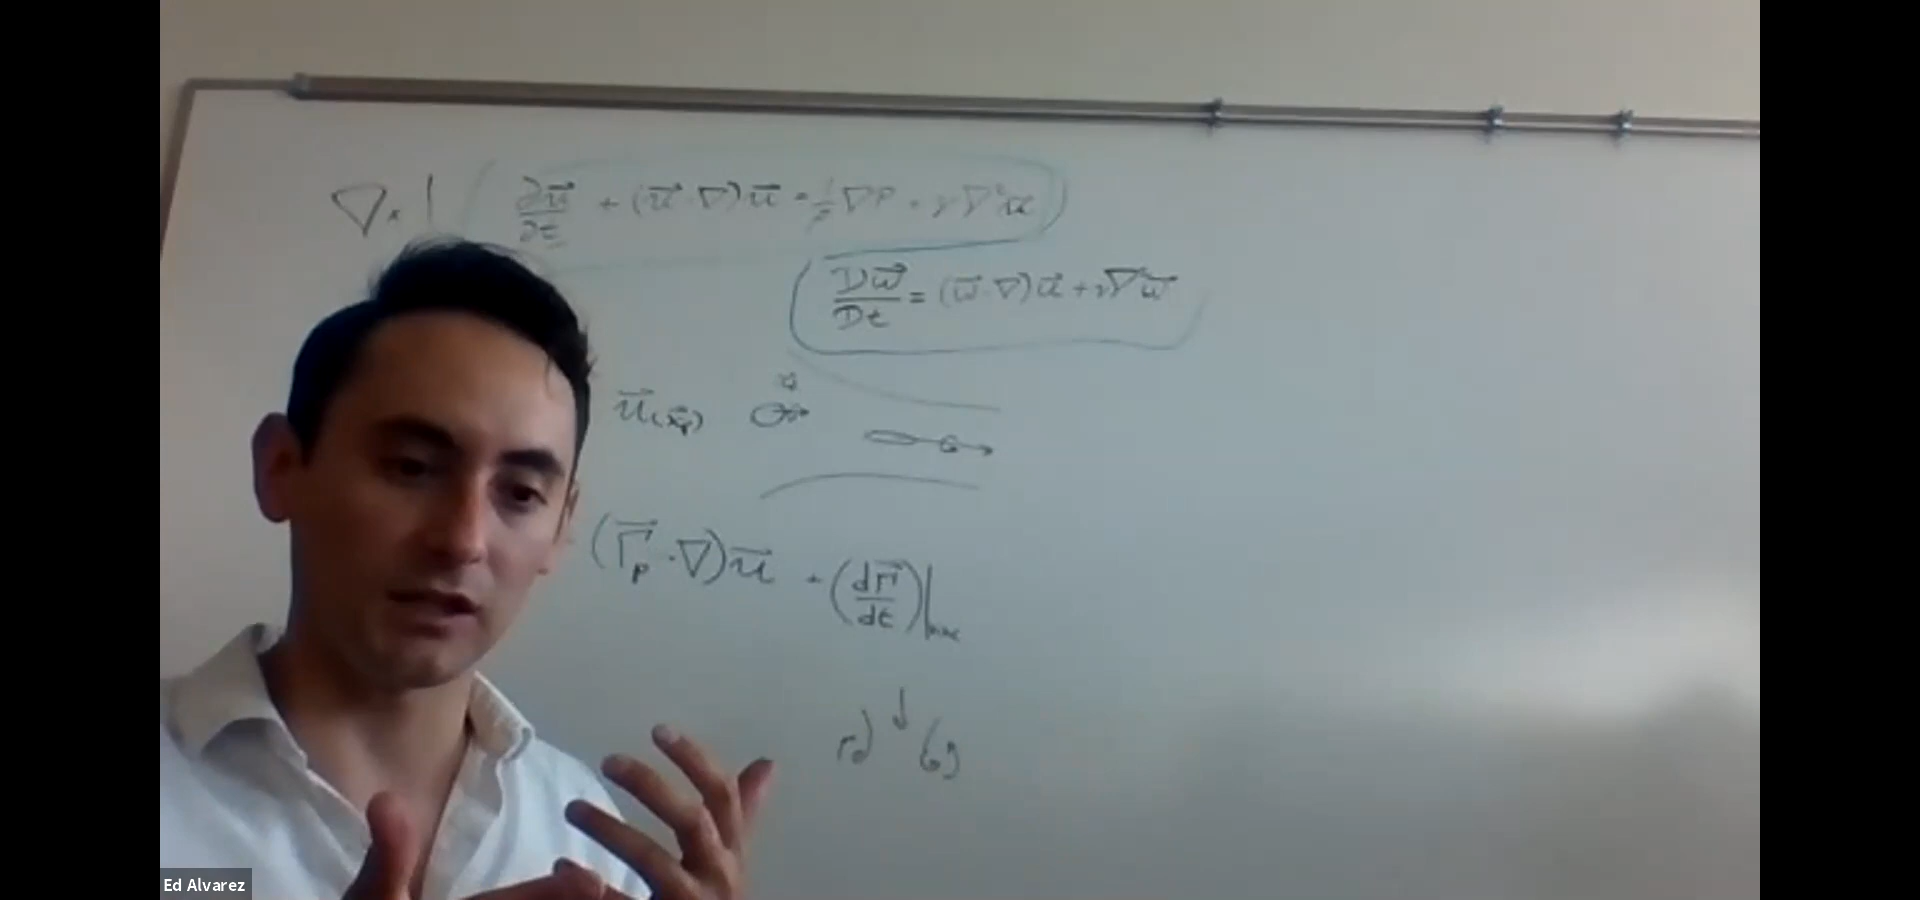 ∇× | ∂u⃗/∂t + (u⃗·∇)u⃗ = -1/ρ ∇p + ν∇²u⃗
Dω⃗/Dt = (ω⃗·∇)u⃗ + ν∇²ω⃗
u⃗(x⃗p)
(Γ⃗p·∇)u⃗ + (dΓ⃗/dt)|
Ed Alvarez